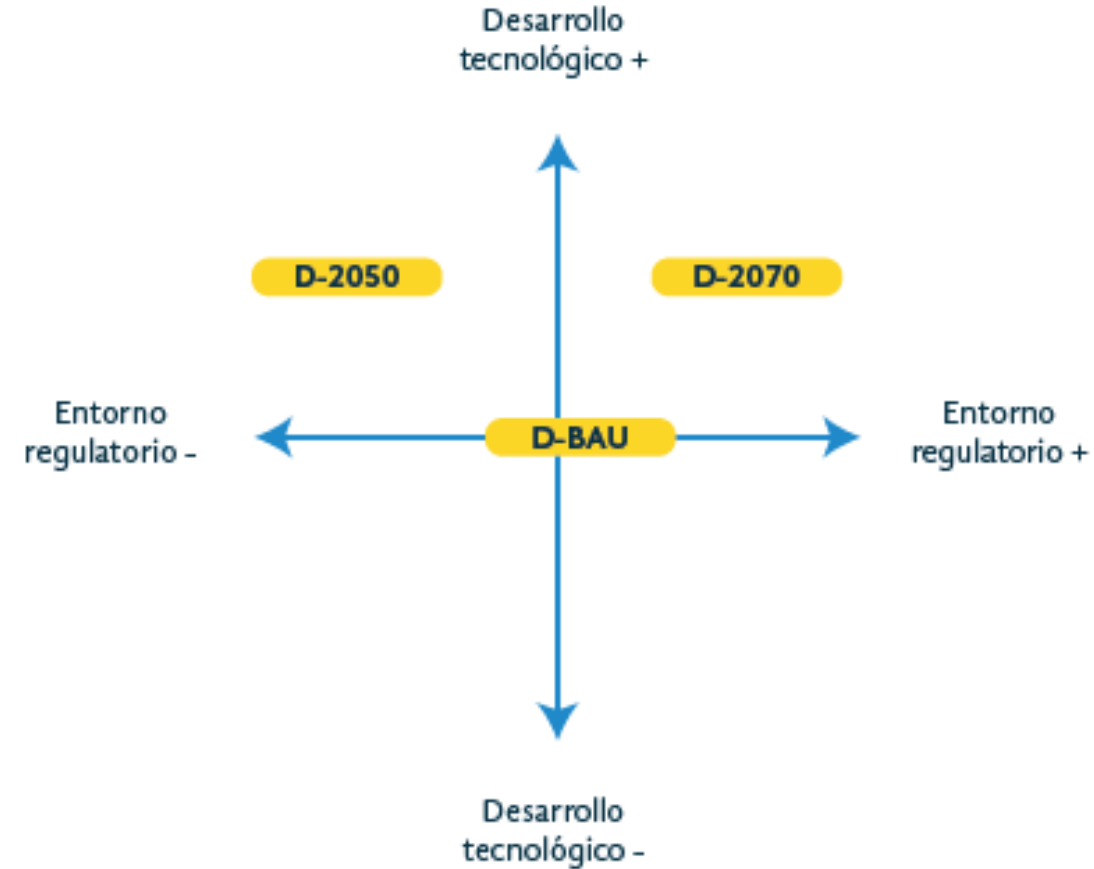 Desarrollo
tecnológico +
D-2050
D-2070
Entorno
regulatorio -
D-BAU
Entorno
regulatorio +
Desarrollo
tecnológico -